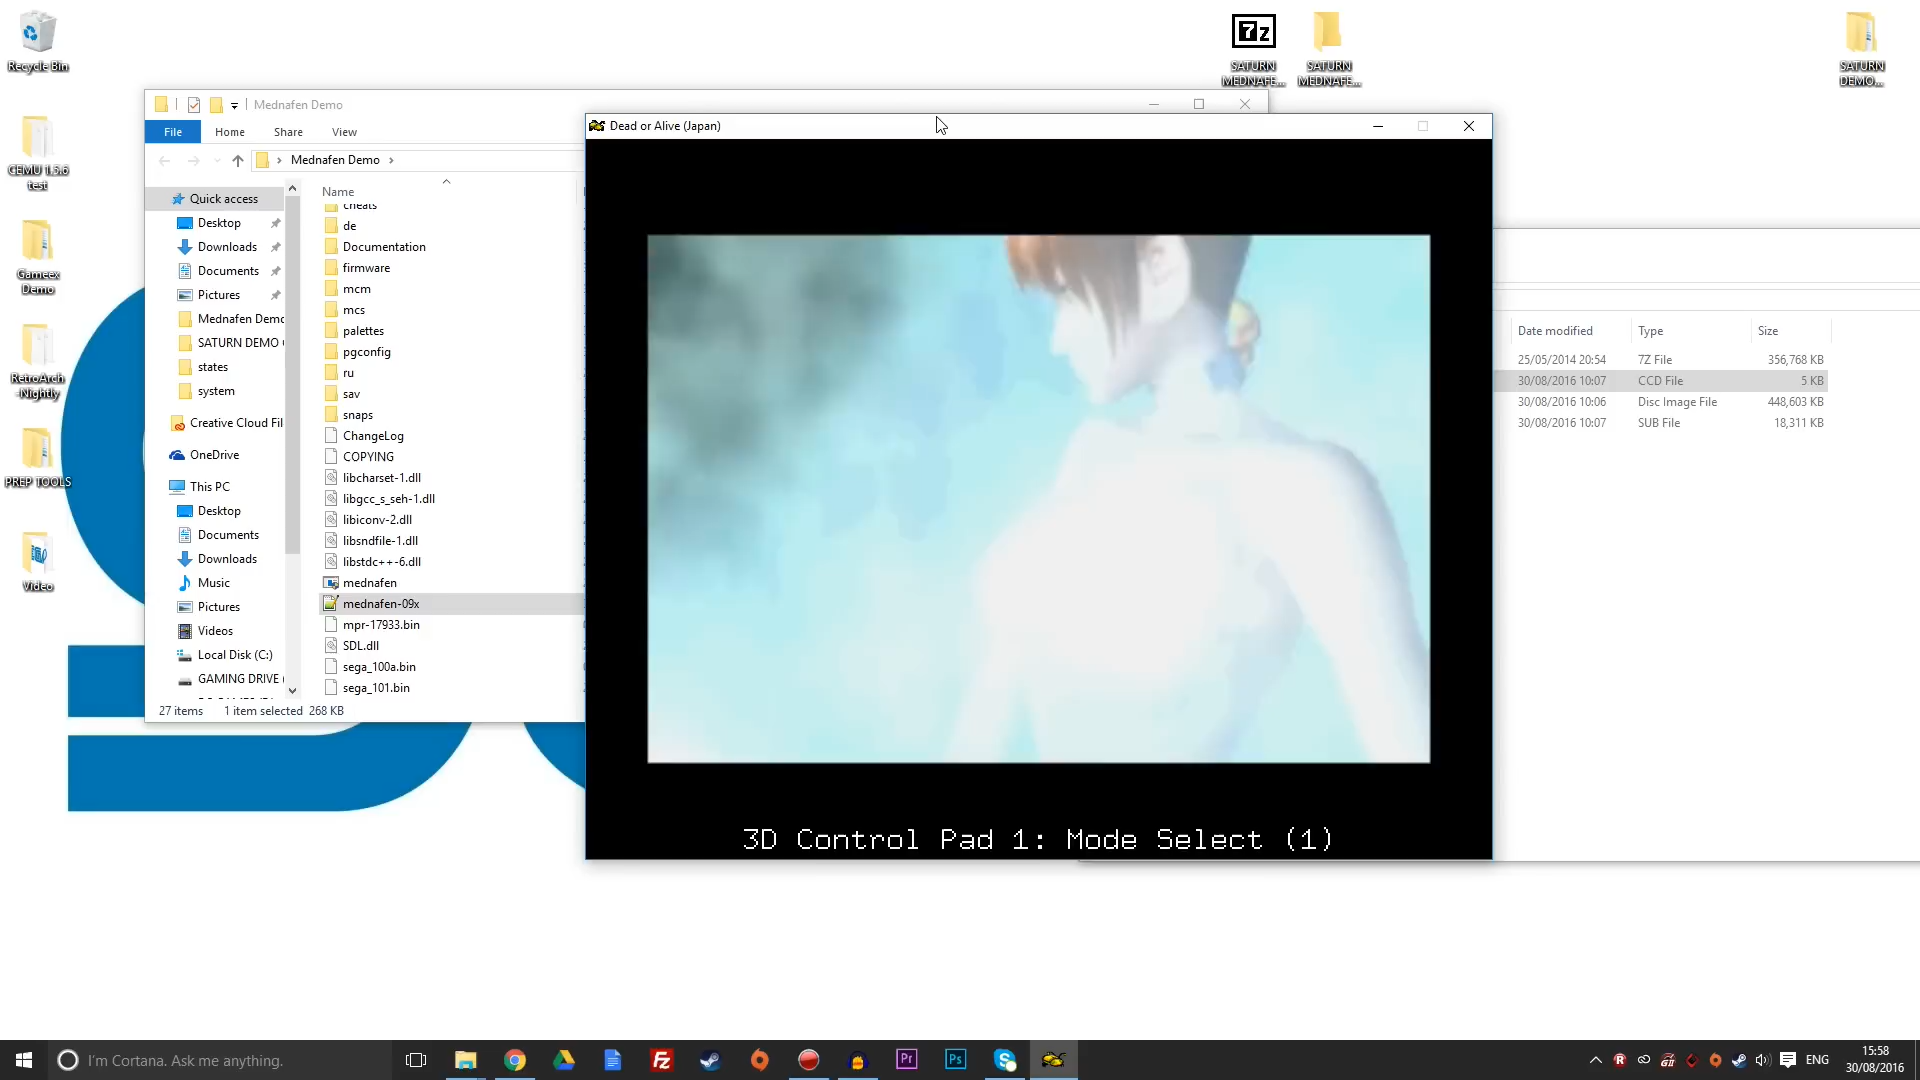 Recycle Bin
CEMU 1.5.6
test
Gameex
Demo
RetroArch
-Nightly
PREP TOOLS
Video
7z
SATURN
MEDNAFE...
SATURN
MEDNAFE...
SATURN
DEMO...
Mednafen Demo
File
Home
Share
View
Mednafen Demo
Quick access
Desktop
Downloads
Documents
Pictures
Mednafen Demo
SATURN DEMO
states
system
Creative Cloud Fil
OneDrive
This PC
Desktop
Documents
Downloads
Music
Pictures
Videos
Local Disk (C:)
GAMING DRIVE (
Name
cheats
de
Documentation
firmware
mcm
mcs
palettes
pgconfig
ru
sav
snaps
ChangeLog
COPYING
libcharset-1.dll
libgcc_s_seh-1.dll
libiconv-2.dll
libsndfile-1.dll
libstdc++-6.dll
mednafen
mednafen-09x
mpr-17933.bin
SDL.dll
sega_100a.bin
sega_101.bin
27 items
1 item selected 268 KB
Dead or Alive (Japan)
3D Control Pad 1: Mode Select (1)
Date modified Type Size
25/05/2014 20:54 7Z File 356,768 KB
30/08/2016 10:07 CCD File 5 KB
30/08/2016 10:06 Disc Image File 448,603 KB
30/08/2016 10:07 SUB File 18,311 KB
I'm Cortana. Ask me anything.
Fz
Pr
Ps
ENG
15:58
30/08/2016